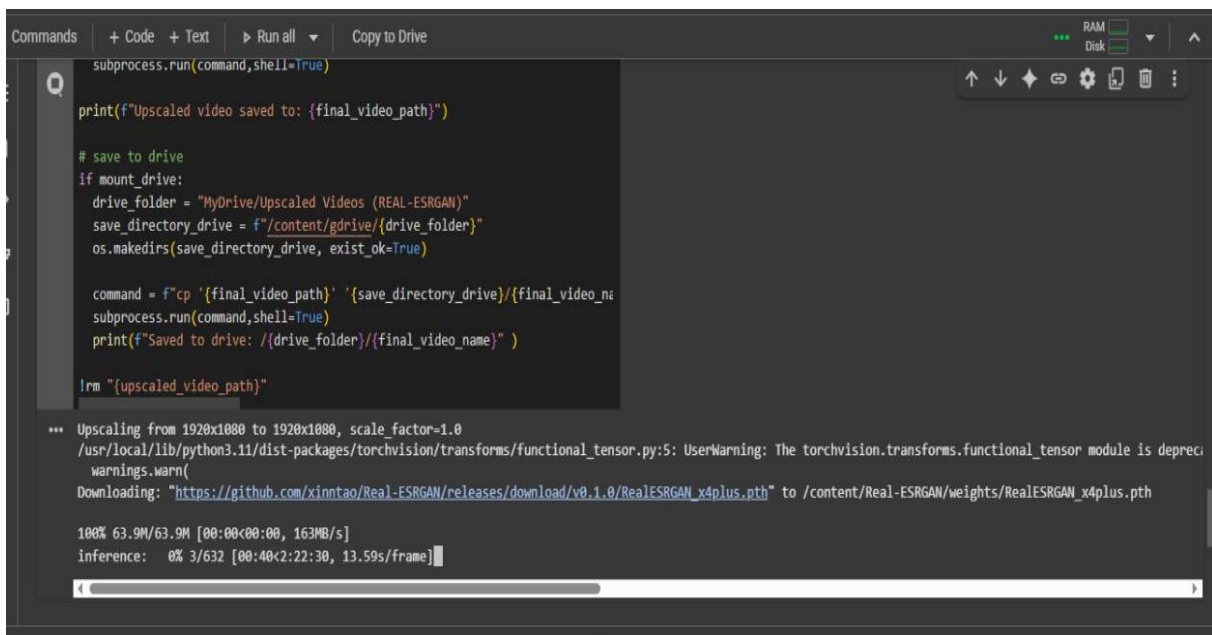 Commands + Code + Text Run all Copy to Drive RAM
Disk
subprocess.run(command,shell=True)
print(f"Upscaled video saved to: {final_video_path}")
# save to drive
if mount_drive:
drive_folder = "MyDrive/Upscaled Videos (REAL-ESRGAN)"
save_directory_drive = f"/content/gdrive/{drive_folder}"
os.makedirs(save_directory_drive, exist_ok=True)
command = f"cp '{final_video_path}' '{save_directory_drive}/{final_video_na
subprocess.run(command,shell=True)
print(f"Saved to drive: /{drive_folder}/{final_video_name}" )
!rm "{upscaled_video_path}"
Upscaling from 1920x1080 to 1920x1080, scale_factor=1.0
/usr/local/lib/python3.11/dist-packages/torchvision/transforms/functional_tensor.py:5: UserWarning: The torchvision.transforms.functional_tensor module is depreca
warnings.warn(
Downloading: "https://github.com/xinntao/Real-ESRGAN/releases/download/v0.1.0/RealESRGAN_x4plus.pth" to /content/Real-ESRGAN/weights/RealESRGAN_x4plus.pth
100% 63.9M/63.9M [00:00<00:00, 163MB/s]
inference: 0% 3/632 [00:40<2:22:30, 13.59s/frame]